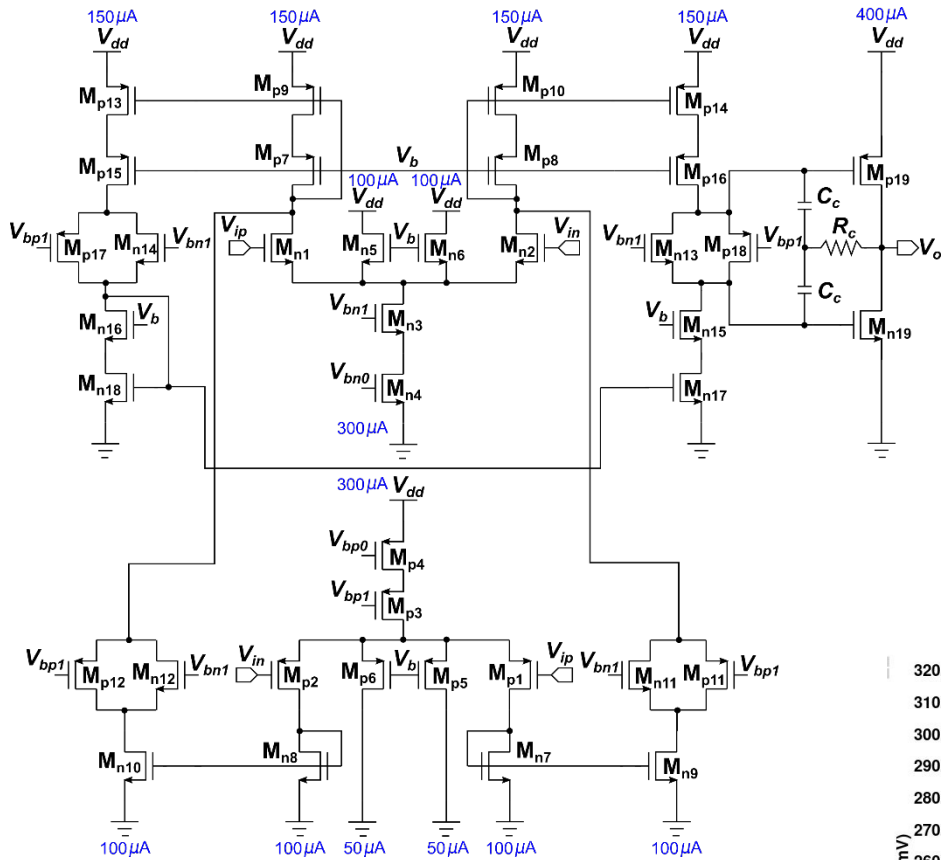 150µA 150µA 150µA 150µA 400µA
Vdd Vdd Vdd Vdd Vdd
Mp13 Mp9 Mp10 Mp14
Mp15 Mp7 Vb Mp8 Mp16 Mp19
100µA 100µA
Vdd Vdd
Vbp1 Mp17 Mn14 Vbn1 Vip Mn1 Mn5 Vb Mn6 Mn2 Vin Vbn1 Mn13 Mp18 Vbp1 Cc Rc Vo
Cc
Mn16 Vb Vbn1 Mn3 Vb Mn15 Mn19
Mn18 Vbn0 Mn4 Mn17
300µA
300µA Vdd
Vbp0 Mp4
Vbp1 Mp3
Vbp1 Mp12 Mn12 Vbn1 Vin Mp2 Mp6 Vb Mp5 Mp1 Vip Vbn1 Mn11 Mp11 Vbp1
Mn10 Mn8 Mn7 Mn9
100µA 100µA 50µA 50µA 100µA 100µA
320
310
300
290
280
270